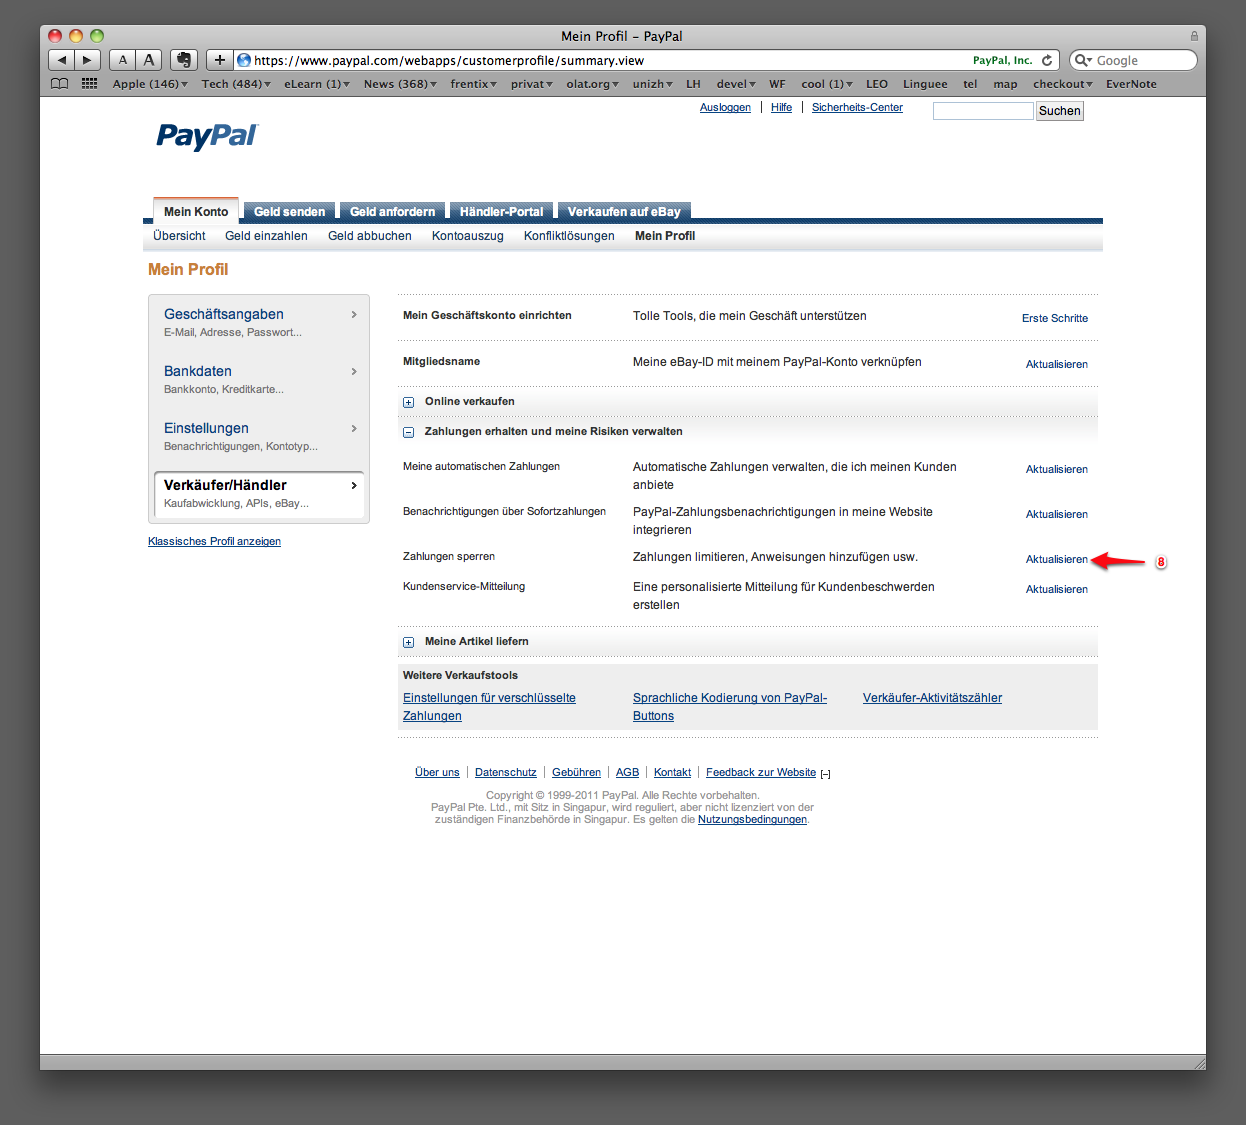 Mein Profil – PayPal
A A + https://www.paypal.com/webapps/customerprofile/summary.view PayPal, Inc. Google
Apple (146) Tech (484) eLearn (1) News (368) frentix privat olat.org unizh LH devel WF cool (1) LEO Linguee tel map checkout EverNote
Ausloggen | Hilfe | Sicherheits-Center Suchen
PayPal
Mein Konto Geld senden Geld anfordern Händler-Portal Verkaufen auf eBay
Übersicht Geld einzahlen Geld abbuchen Kontoauszug Konfliktlösungen Mein Profil
Mein Profil
Geschäftsangaben
E-Mail, Adresse, Passwort...
Bankdaten
Bankkonto, Kreditkarte...
Einstellungen
Benachrichtigungen, Kontotyp...
Verkäufer/Händler
Kaufabwicklung, APIs, eBay...
Klassisches Profil anzeigen
Mein Geschäftskonto einrichten Tolle Tools, die mein Geschäft unterstützen Erste Schritte
Mitgliedsname Meine eBay-ID mit meinem PayPal-Konto verknüpfen Aktualisieren
Online verkaufen
Zahlungen erhalten und meine Risiken verwalten
Meine automatischen Zahlungen Automatische Zahlungen verwalten, die ich meinen Kunden Aktualisieren
anbiete
Benachrichtigungen über Sofortzahlungen PayPal-Zahlungsbenachrichtigungen in meine Website Aktualisieren
integrieren
Zahlungen sperren Zahlungen limitieren, Anweisungen hinzufügen usw. Aktualisieren 8
Kundenservice-Mitteilung Eine personalisierte Mitteilung für Kundenbeschwerden Aktualisieren
erstellen
Meine Artikel liefern
Weitere Verkaufstools
Einstellungen für verschlüsselte Sprachliche Kodierung von PayPal- Verkäufer-Aktivitätszähler
Zahlungen Buttons
Über uns | Datenschutz | Gebühren | AGB | Kontakt | Feedback zur Website [–]
Copyright © 1999-2011 PayPal. Alle Rechte vorbehalten.
PayPal Pte. Ltd., mit Sitz in Singapur, wird reguliert, aber nicht lizenziert von der
zuständigen Finanzbehörde in Singapur. Es gelten die Nutzungsbedingungen.